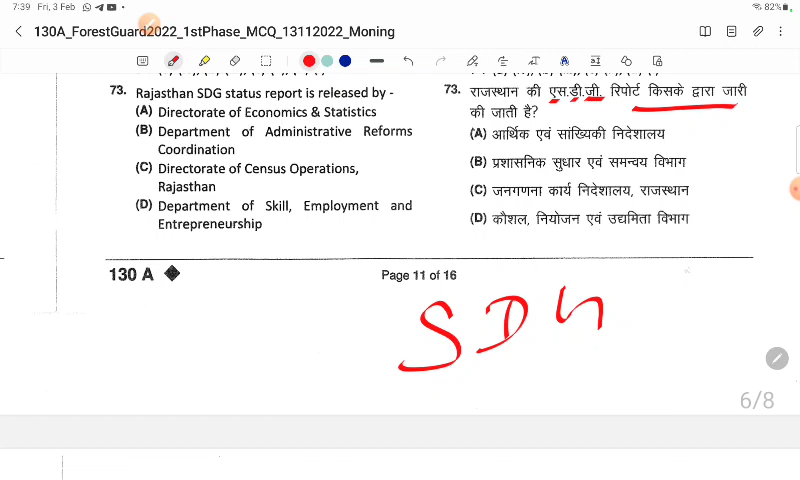 7:39 Fri, 3 Feb
82%
130A_ForestGuard2022_1stPhase_MCQ_13112022_Moning
73. Rajasthan SDG status report is released by -
(A) Directorate of Economics & Statistics
(B) Department of Administrative Reforms
Coordination
(C) Directorate of Census Operations,
Rajasthan
(D) Department of Skill, Employment and
Entrepreneurship
73. राजस्थान की एस.डी.जी. रिपोर्ट किसके द्वारा जारी
की जाती है?
(A) आर्थिक एवं सांख्यिकी निदेशालय
(B) प्रशासनिक सुधार एवं समन्वय विभाग
(C) जनगणना कार्य निदेशालय, राजस्थान
(D) कौशल, नियोजन एवं उद्यमिता विभाग
130 A
Page 11 of 16
SDG
6/8